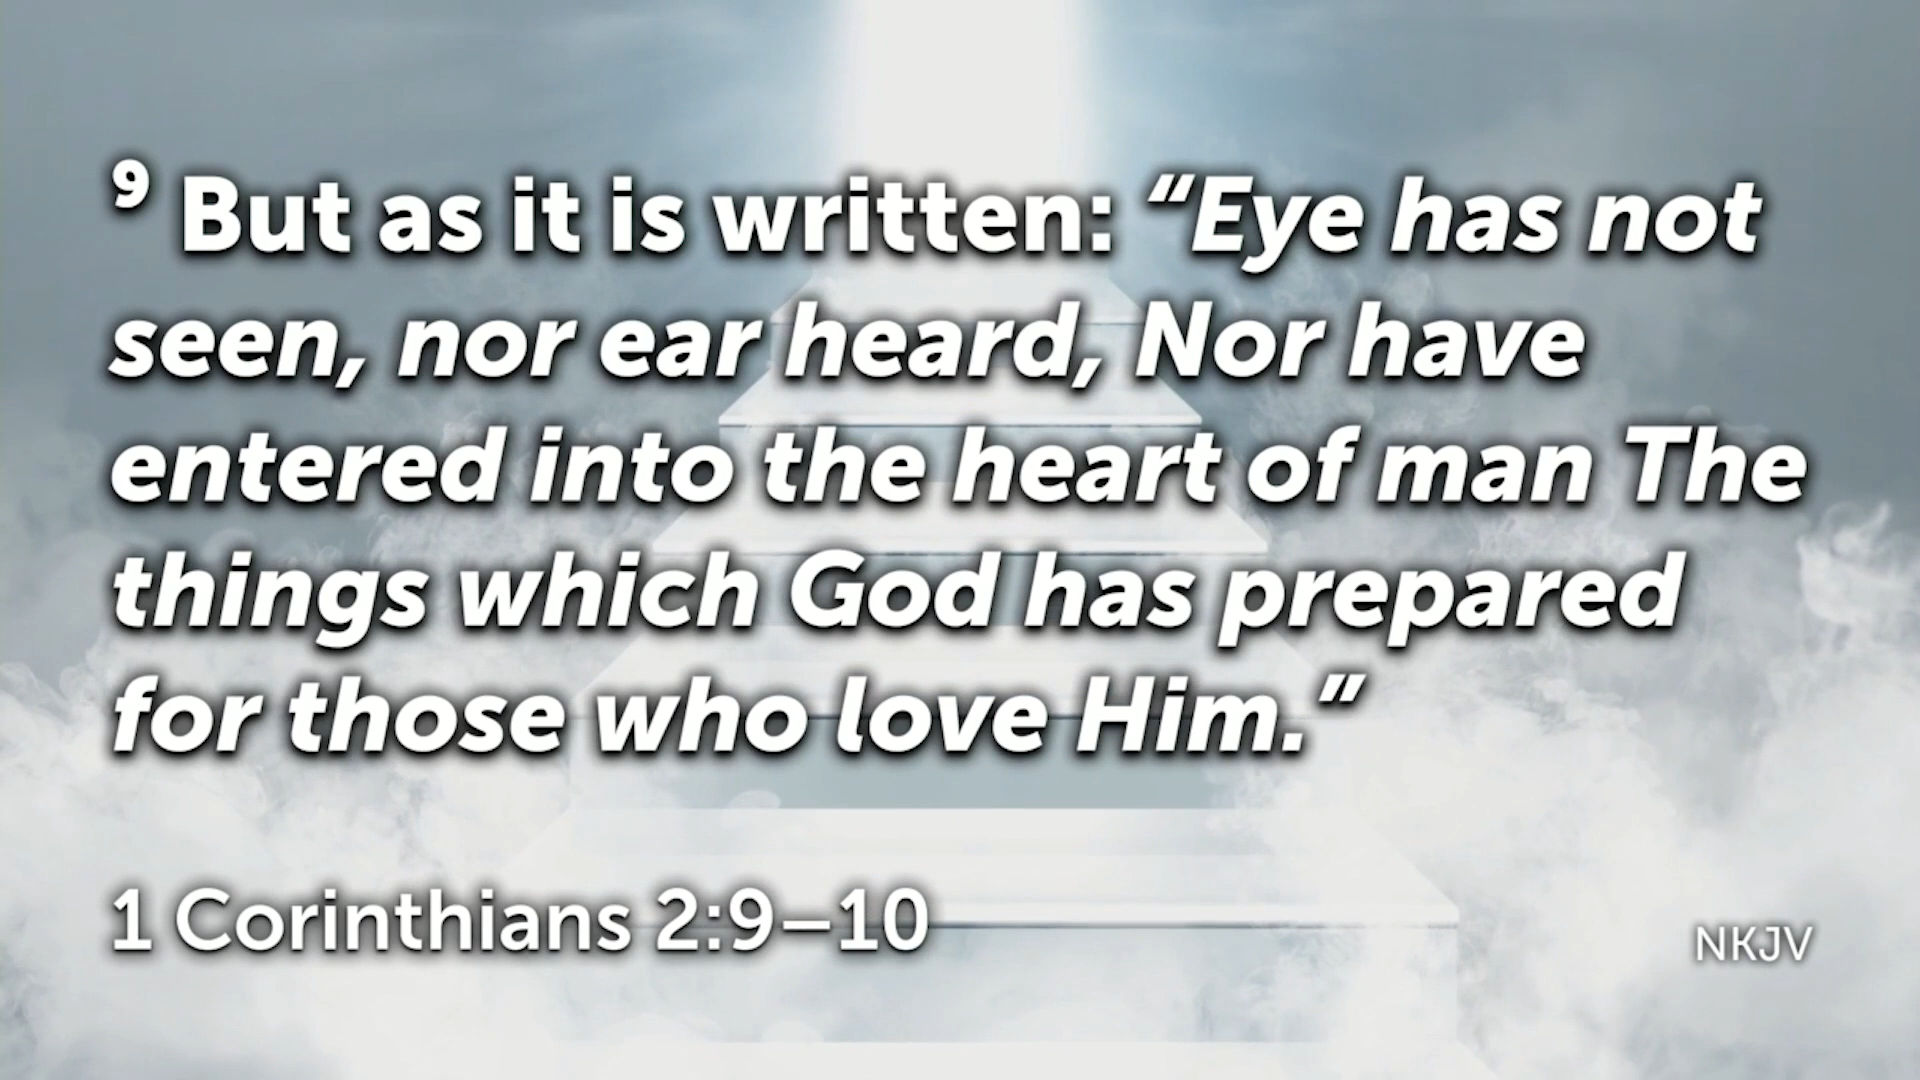 ⁹ But as it is written: “Eye has not
seen, nor ear heard, Nor have
entered into the heart of man The
things which God has prepared
for those who love Him.”
1 Corinthians 2:9–10
NKJV